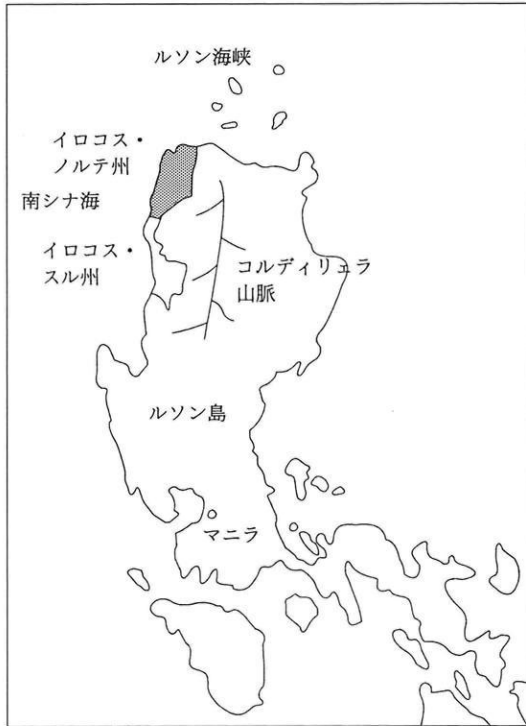 ルソン海峡
イロコス・
ノルテ州
南シナ海
イロコス・
スル州
コルディリェラ
山脈
ルソン島
マニラ